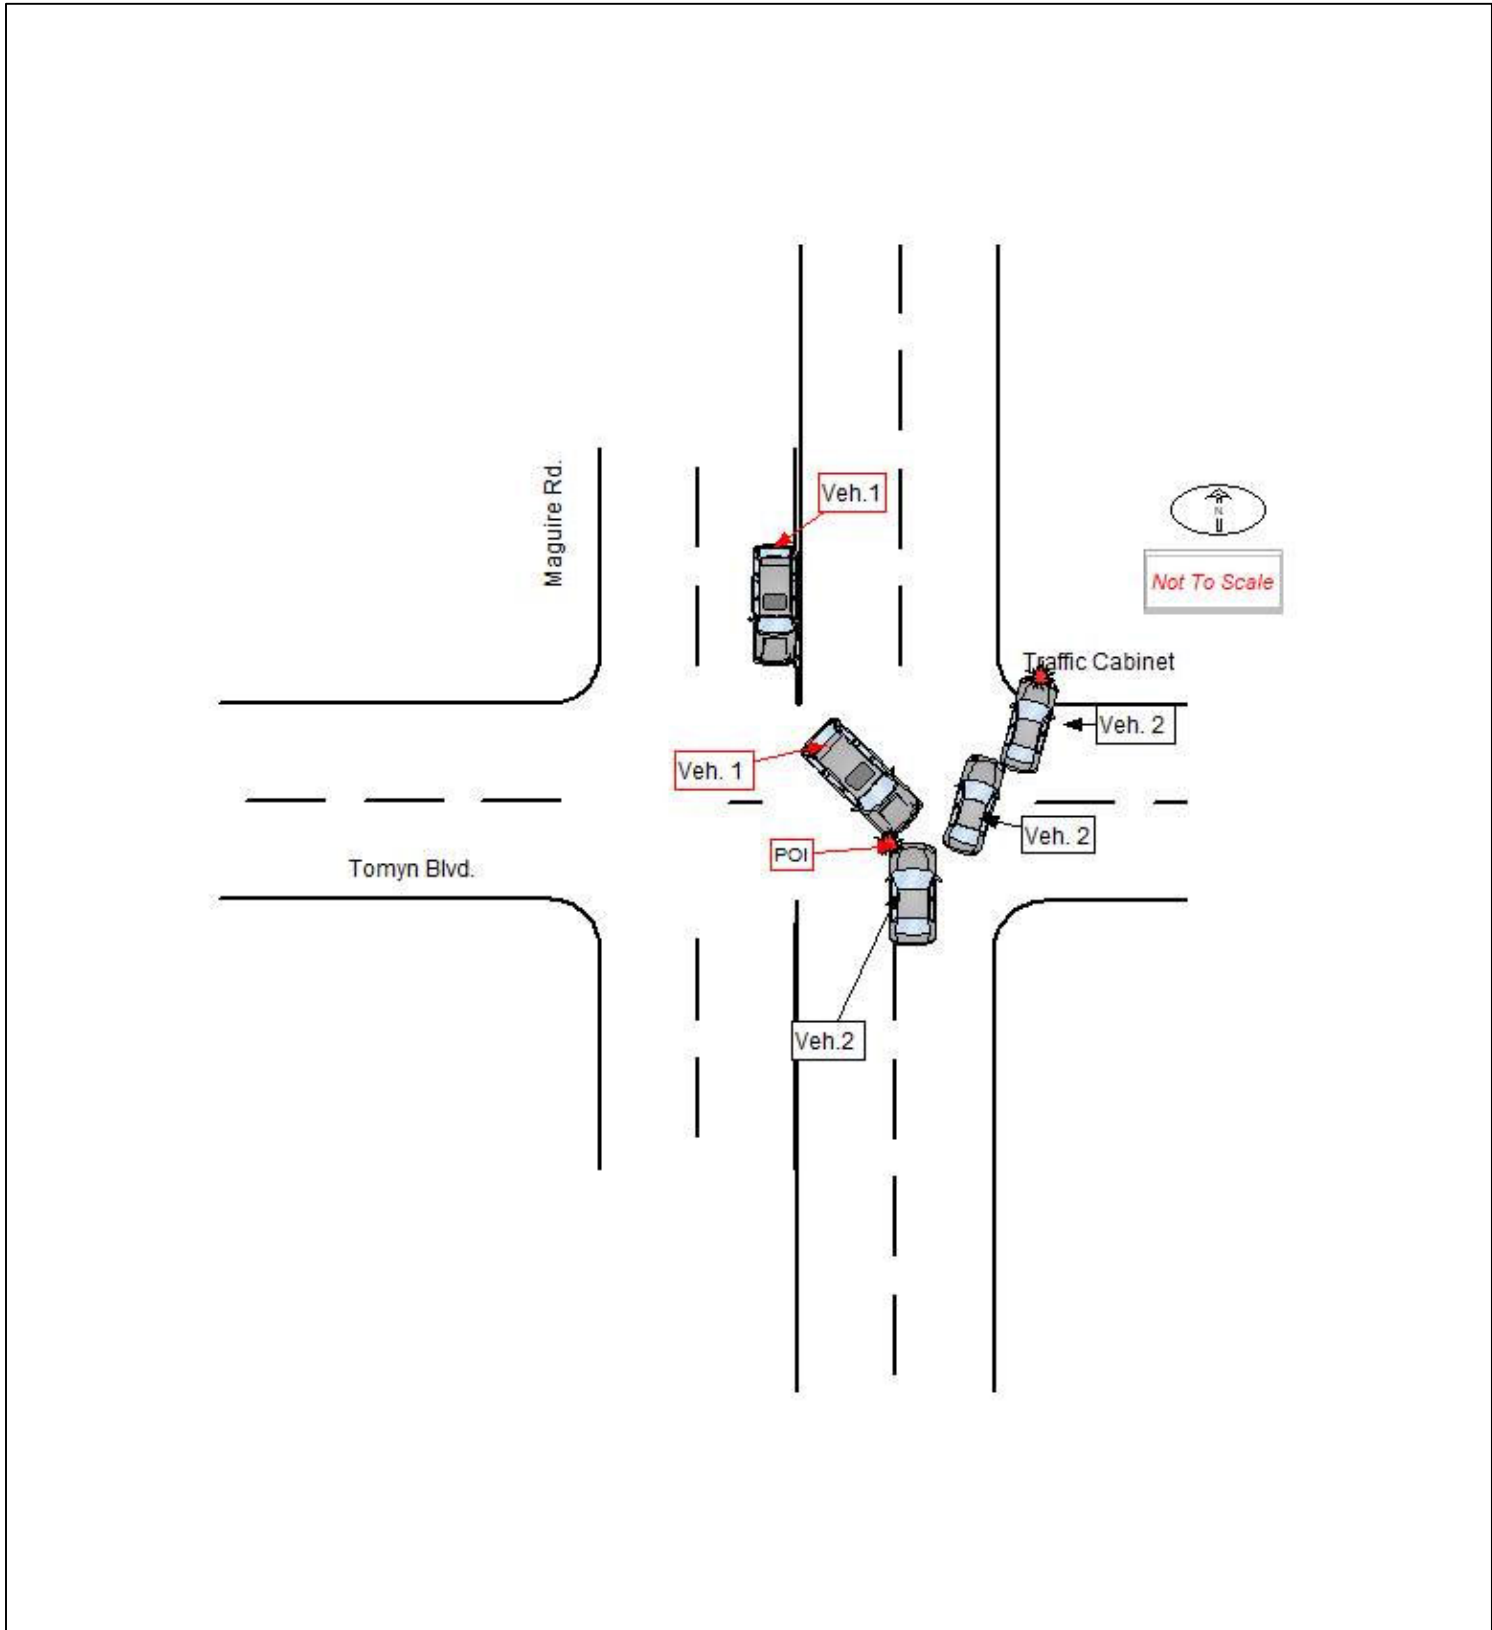 Maguire Rd.
Veh.1
N
Not To Scale
Traffic Cabinet
Veh. 2
Veh. 1
Veh. 2
POI
Tomyn Blvd.
Veh.2